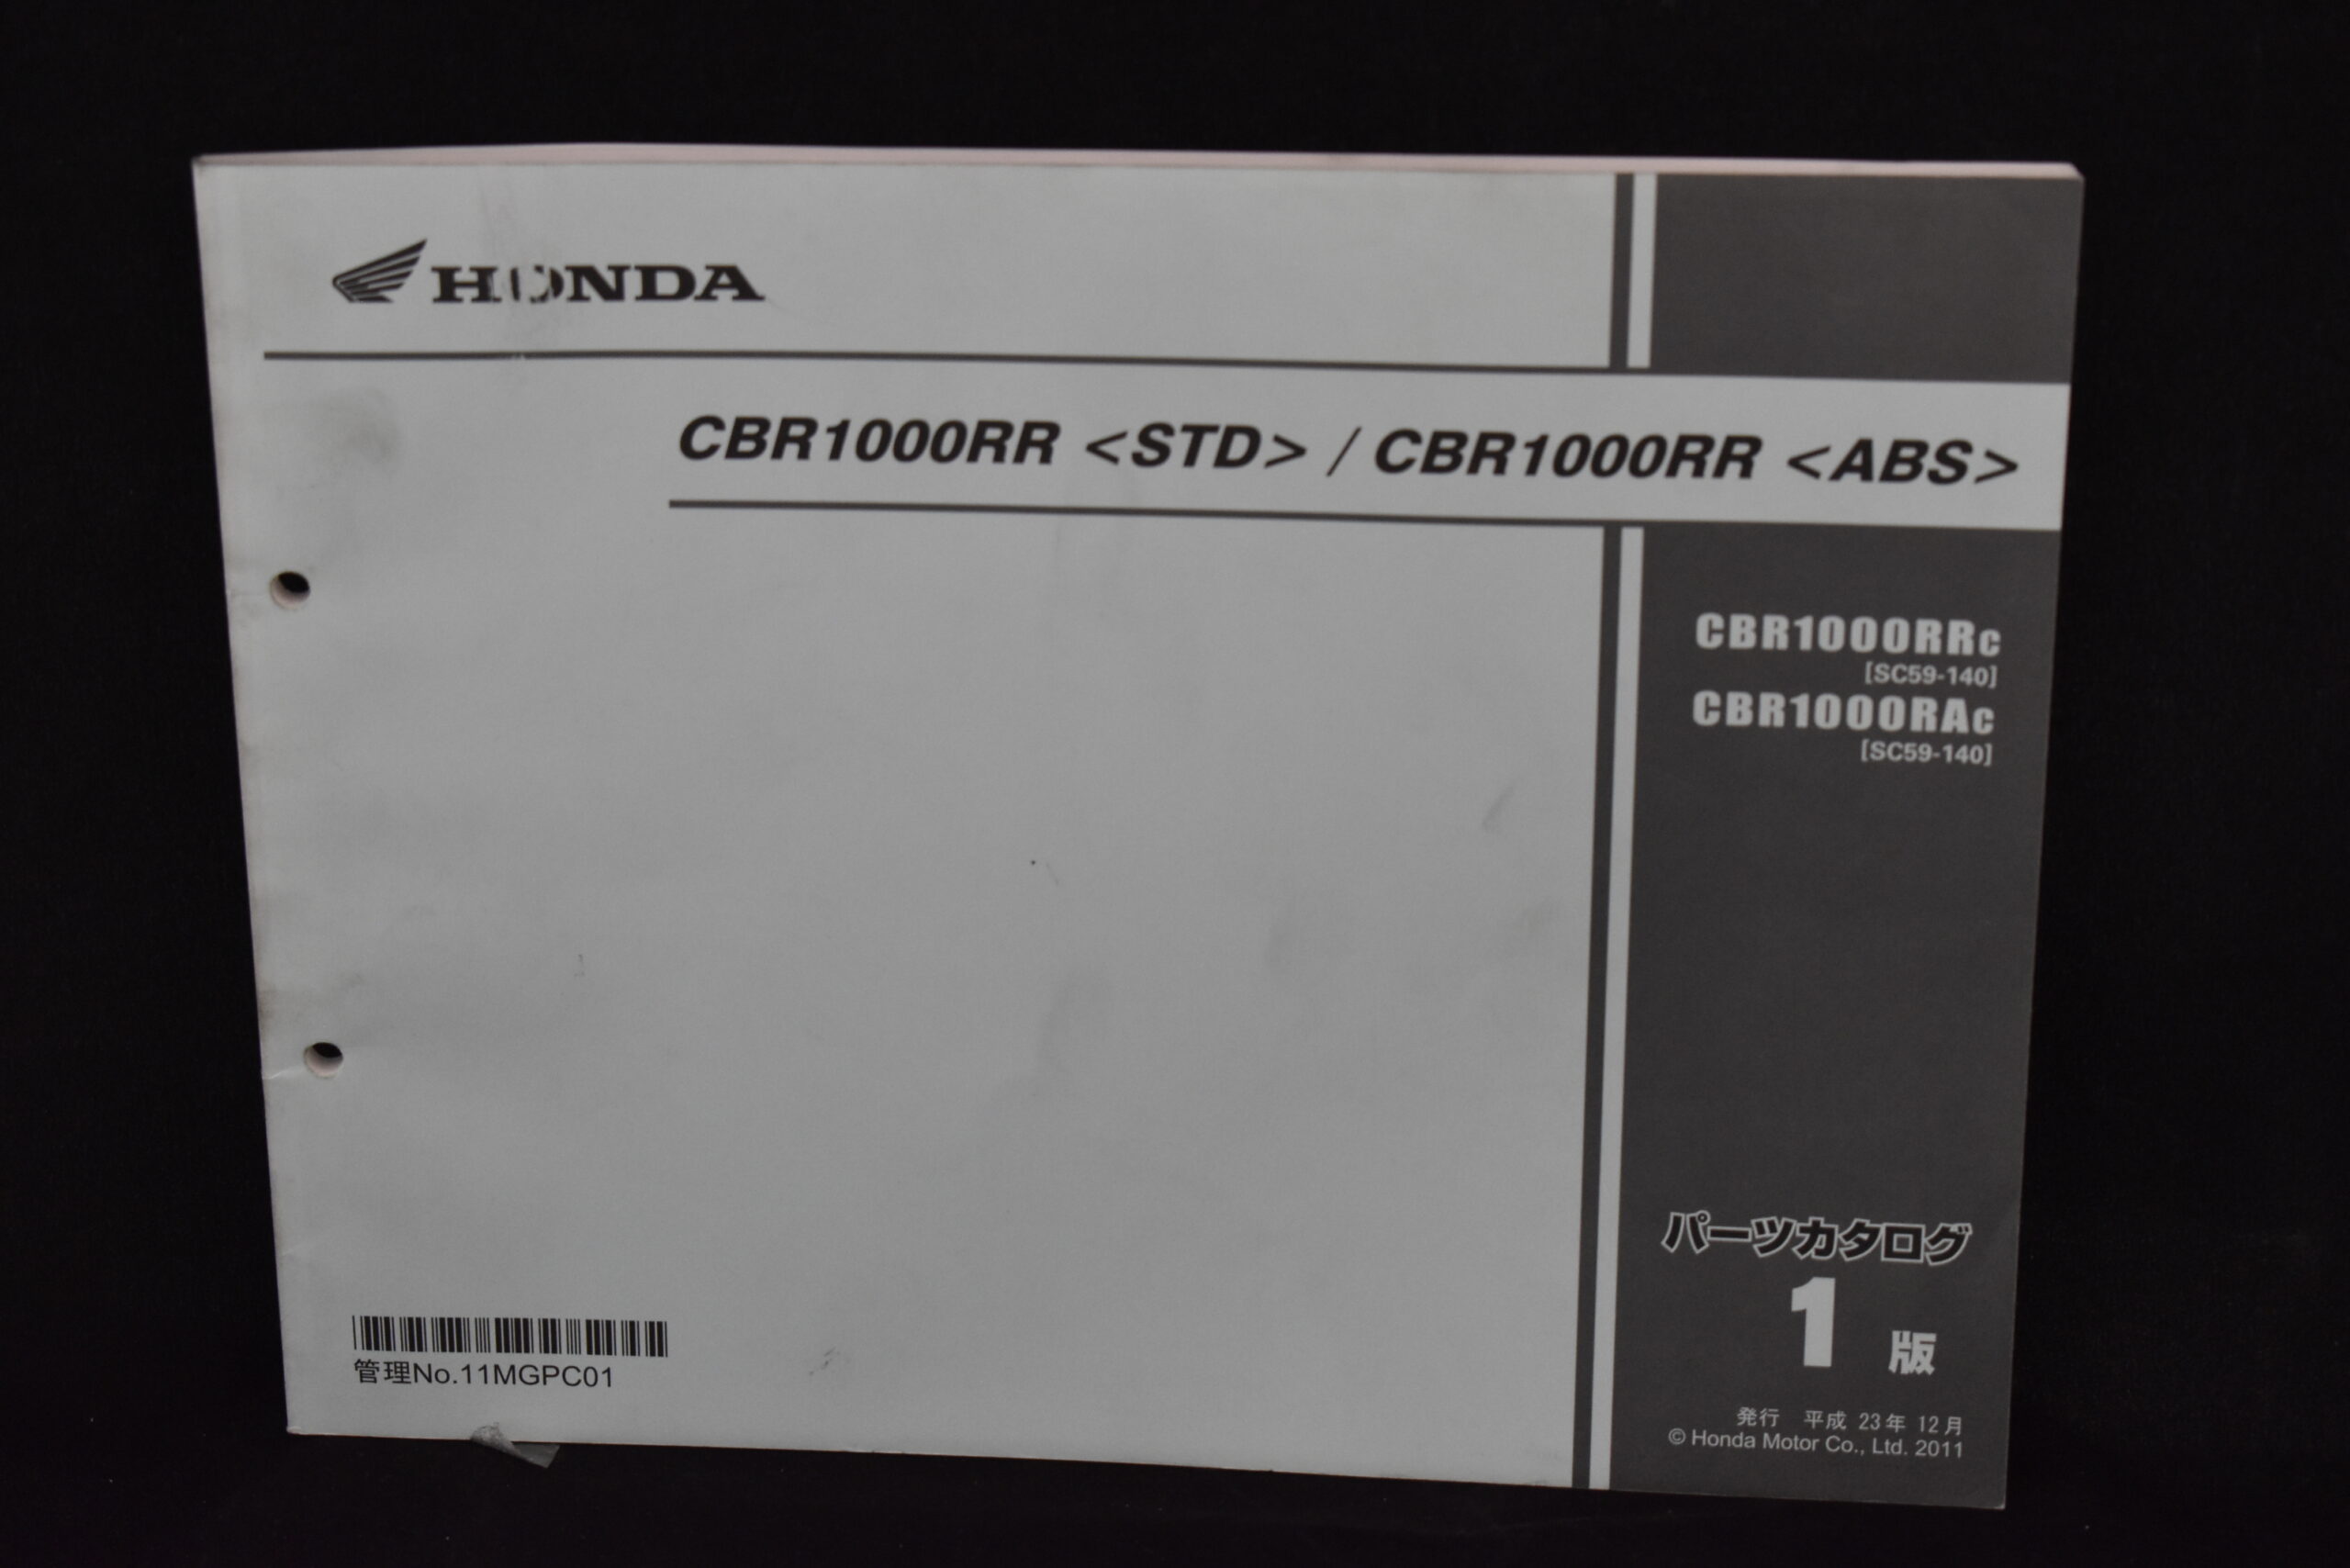 HONDA
CBR1000RR <STD> / CBR1000RR <ABS>
CBR1000RRC
[SC59-140]
CBR1000RAC
[SC59-140]
パーツカタログ
1 版
発行 平成 23年 12月
© Honda Motor Co., Ltd. 2011
管理No.11MGPC01